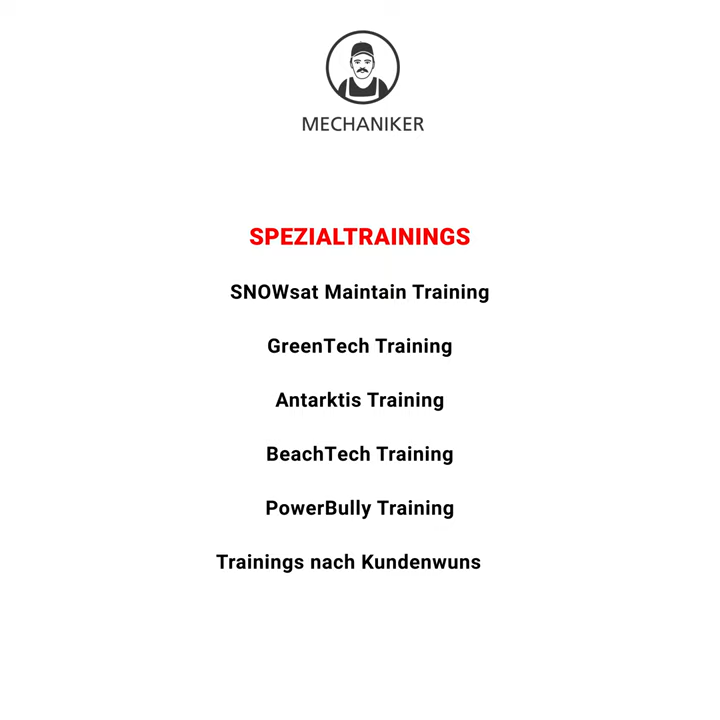 MECHANIKER
SPEZIALTRAININGS
SNOWsat Maintain Training
GreenTech Training
Antarktis Training
BeachTech Training
PowerBully Training
Trainings nach Kundenwuns